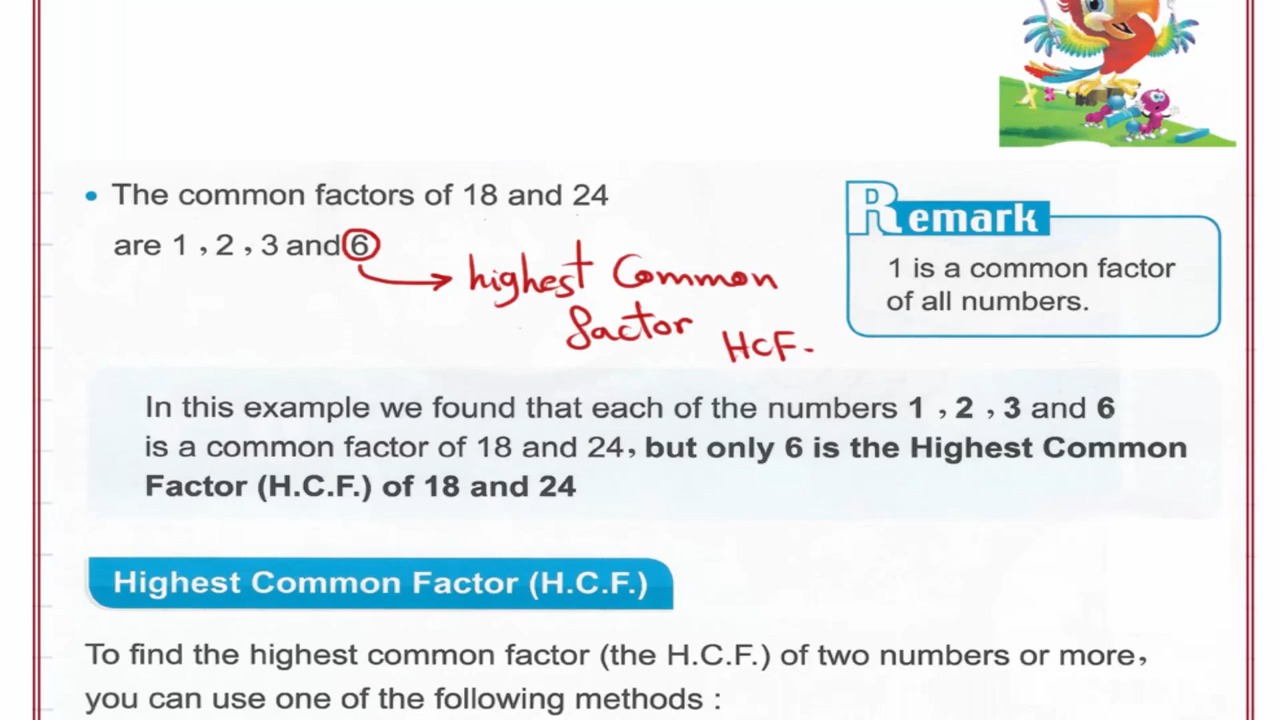 • The common factors of 18 and 24
are 1 , 2 , 3 and 6
highest Common
factor HCF.
Remark
1 is a common factor
of all numbers.
In this example we found that each of the numbers 1 , 2 , 3 and 6
is a common factor of 18 and 24, but only 6 is the Highest Common
Factor (H.C.F.) of 18 and 24
Highest Common Factor (H.C.F.)
To find the highest common factor (the H.C.F.) of two numbers or more,
you can use one of the following methods :